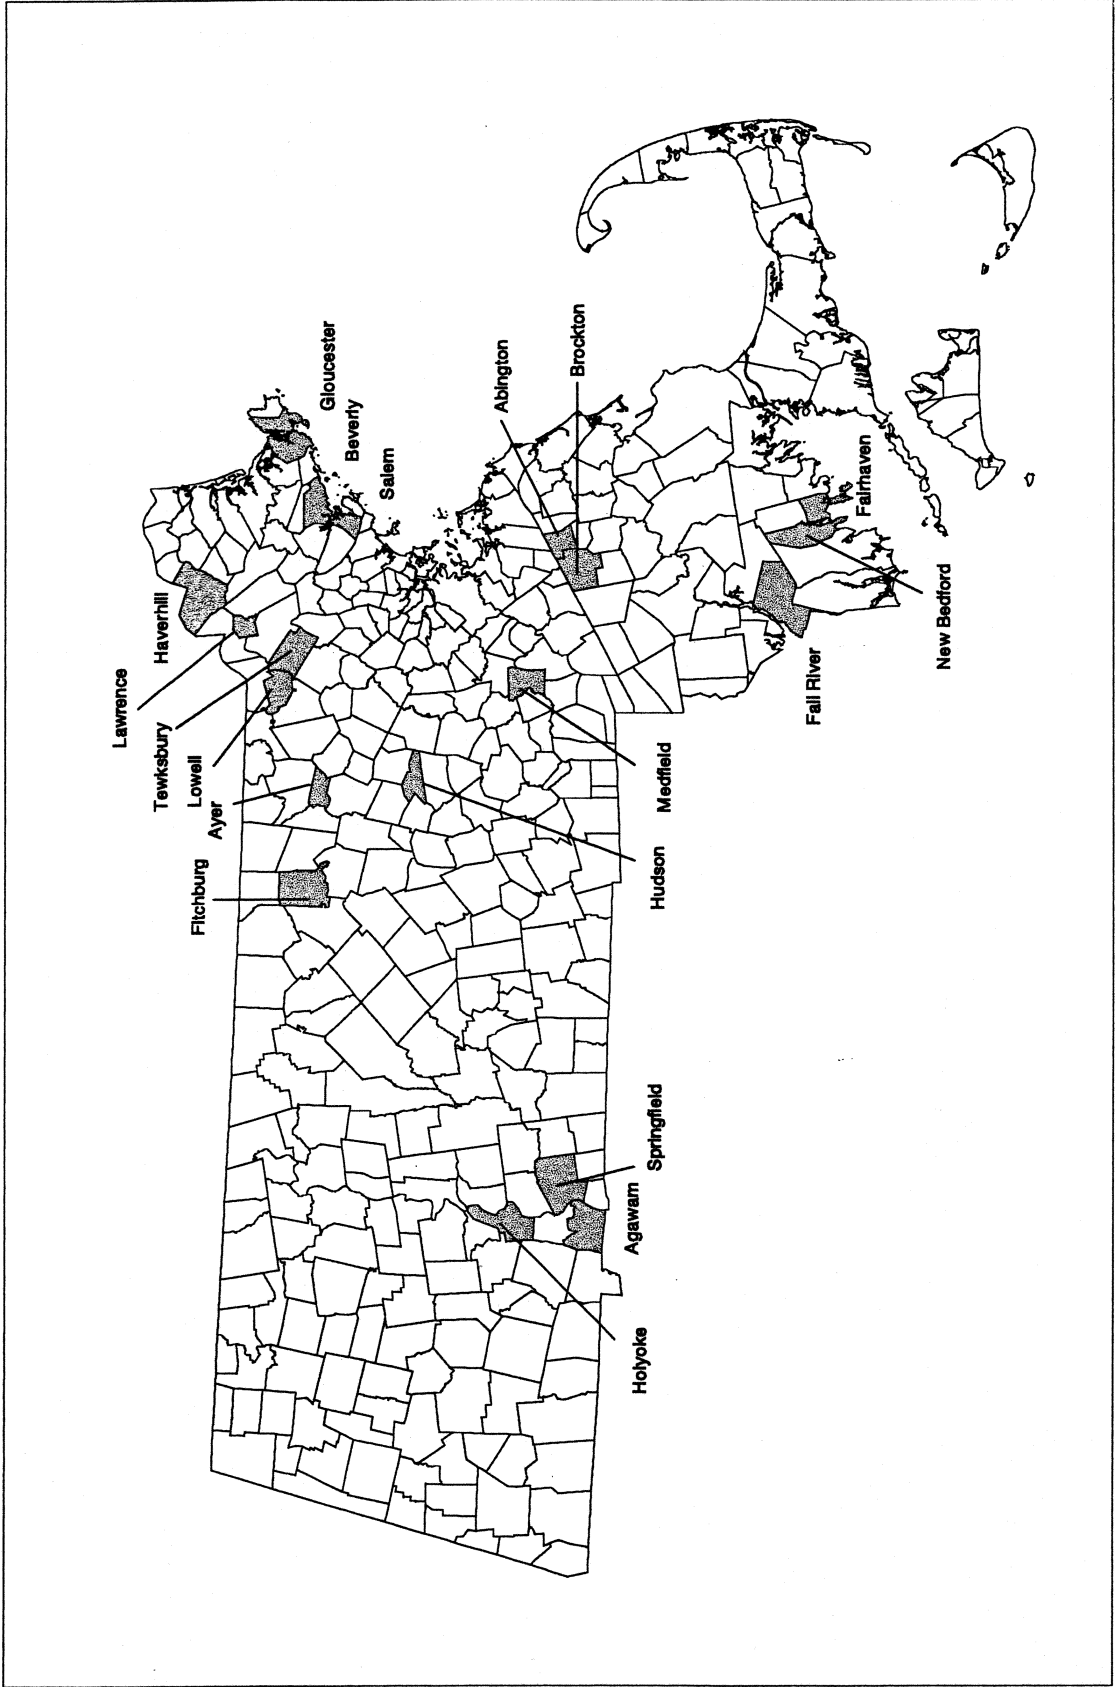 Lawrence
Haverhill
Tewksbury
Lowell
Ayer
Fitchburg
Gloucester
Beverly
Salem
Abington
Brockton
Fairhaven
New Bedford
Fall River
Medfield
Hudson
Springfield
Agawam
Holyoke